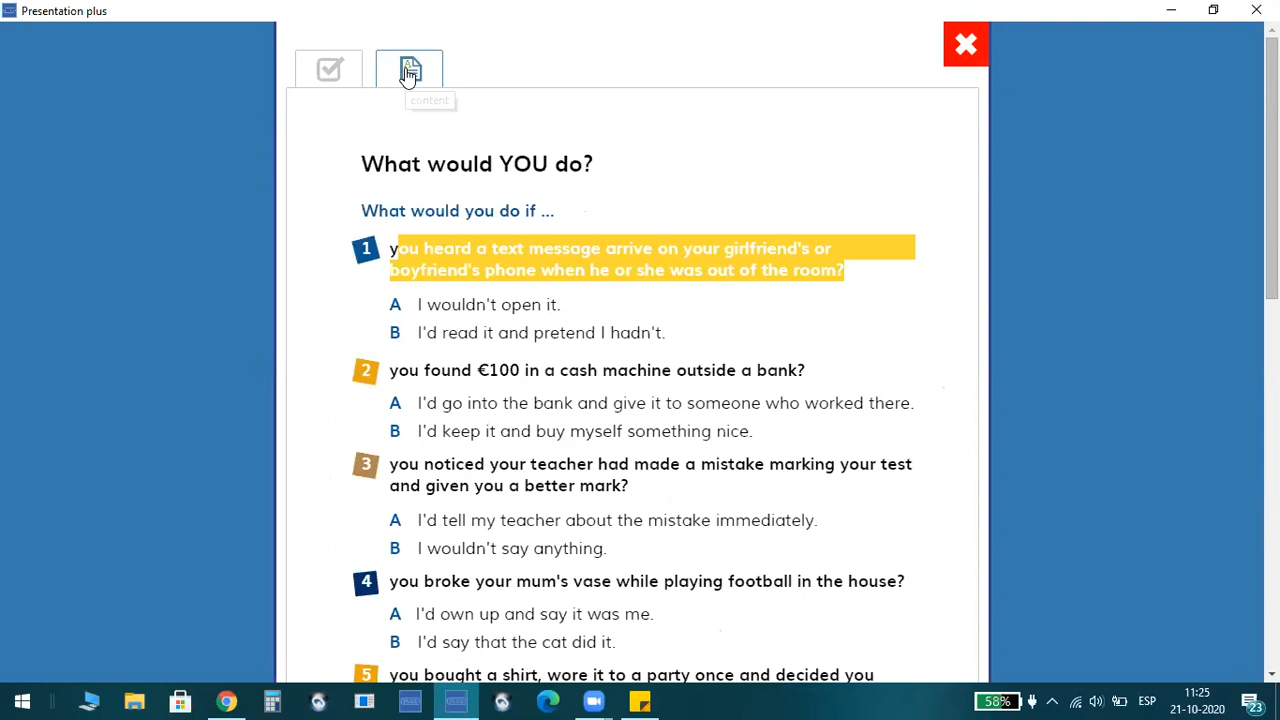 Presentation plus
content
What would YOU do?
What would you do if ...
1 you heard a text message arrive on your girlfriend's or
boyfriend's phone when he or she was out of the room?
A I wouldn't open it.
B I'd read it and pretend I hadn't.
2 you found €100 in a cash machine outside a bank?
A I'd go into the bank and give it to someone who worked there.
B I'd keep it and buy myself something nice.
3 you noticed your teacher had made a mistake marking your test
and given you a better mark?
A I'd tell my teacher about the mistake immediately.
B I wouldn't say anything.
4 you broke your mum's vase while playing football in the house?
A I'd own up and say it was me.
B I'd say that the cat did it.
5 you bought a shirt, wore it to a party once and decided you
58%
ESP
11:25
21-10-2020
23